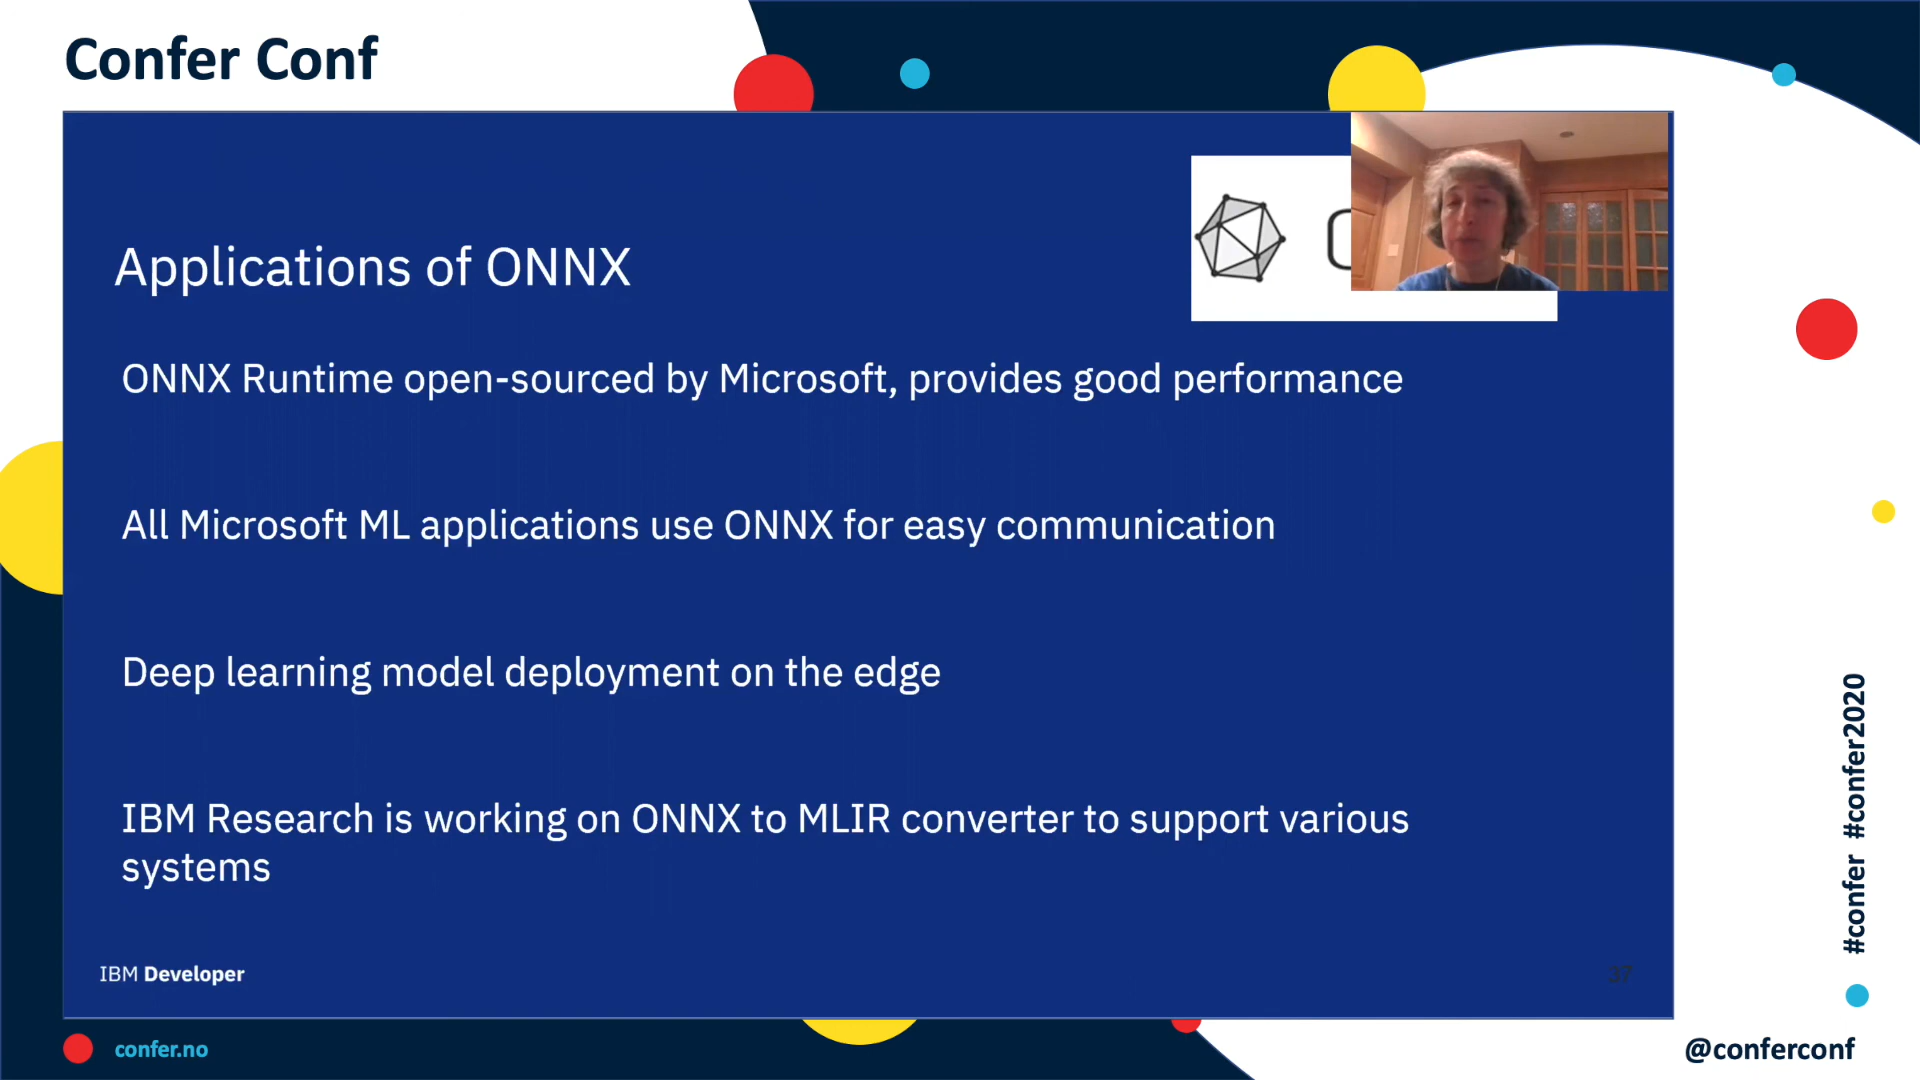 Confer Conf
Applications of ONNX
ONNX Runtime open-sourced by Microsoft, provides good performance
All Microsoft ML applications use ONNX for easy communication
Deep learning model deployment on the edge
IBM Research is working on ONNX to MLIR converter to support various
systems
IBM Developer
37
#confer #confer2020
confer.no
@conferconf